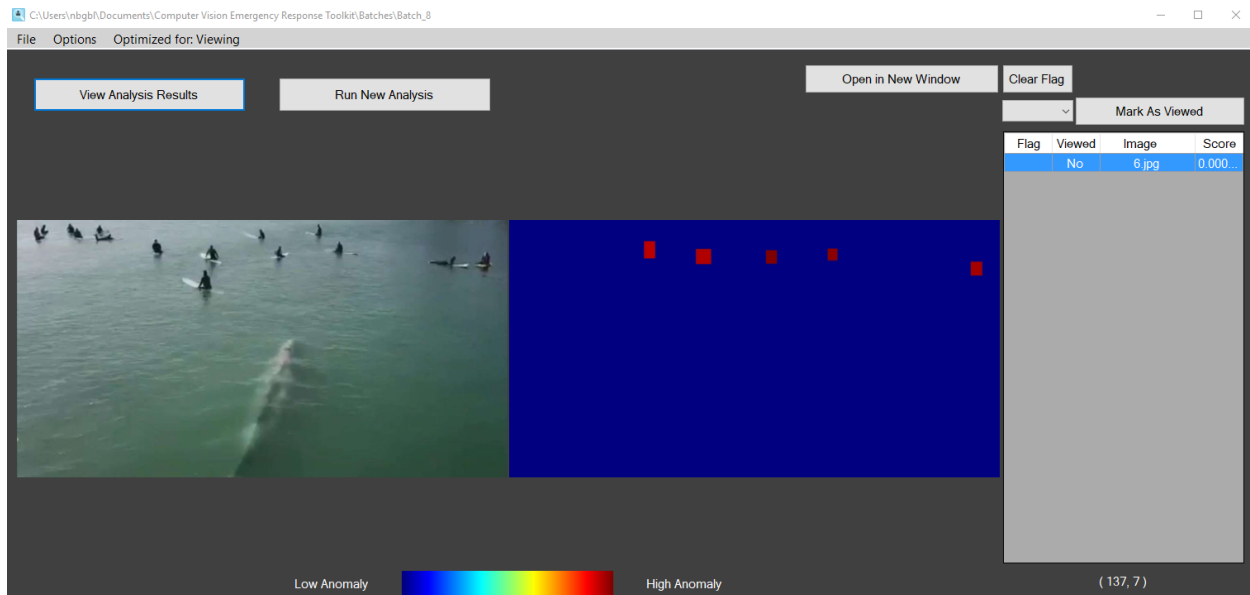 C:\Users\nbgbl\Documents\Computer Vision Emergency Response Toolkit\Batches\Batch_8
File Options Optimized for: Viewing
View Analysis Results
Run New Analysis
Open in New Window
Clear Flag
Mark As Viewed
Flag Viewed Image Score
No 6.jpg 0.000...
Low Anomaly
High Anomaly
( 137, 7 )